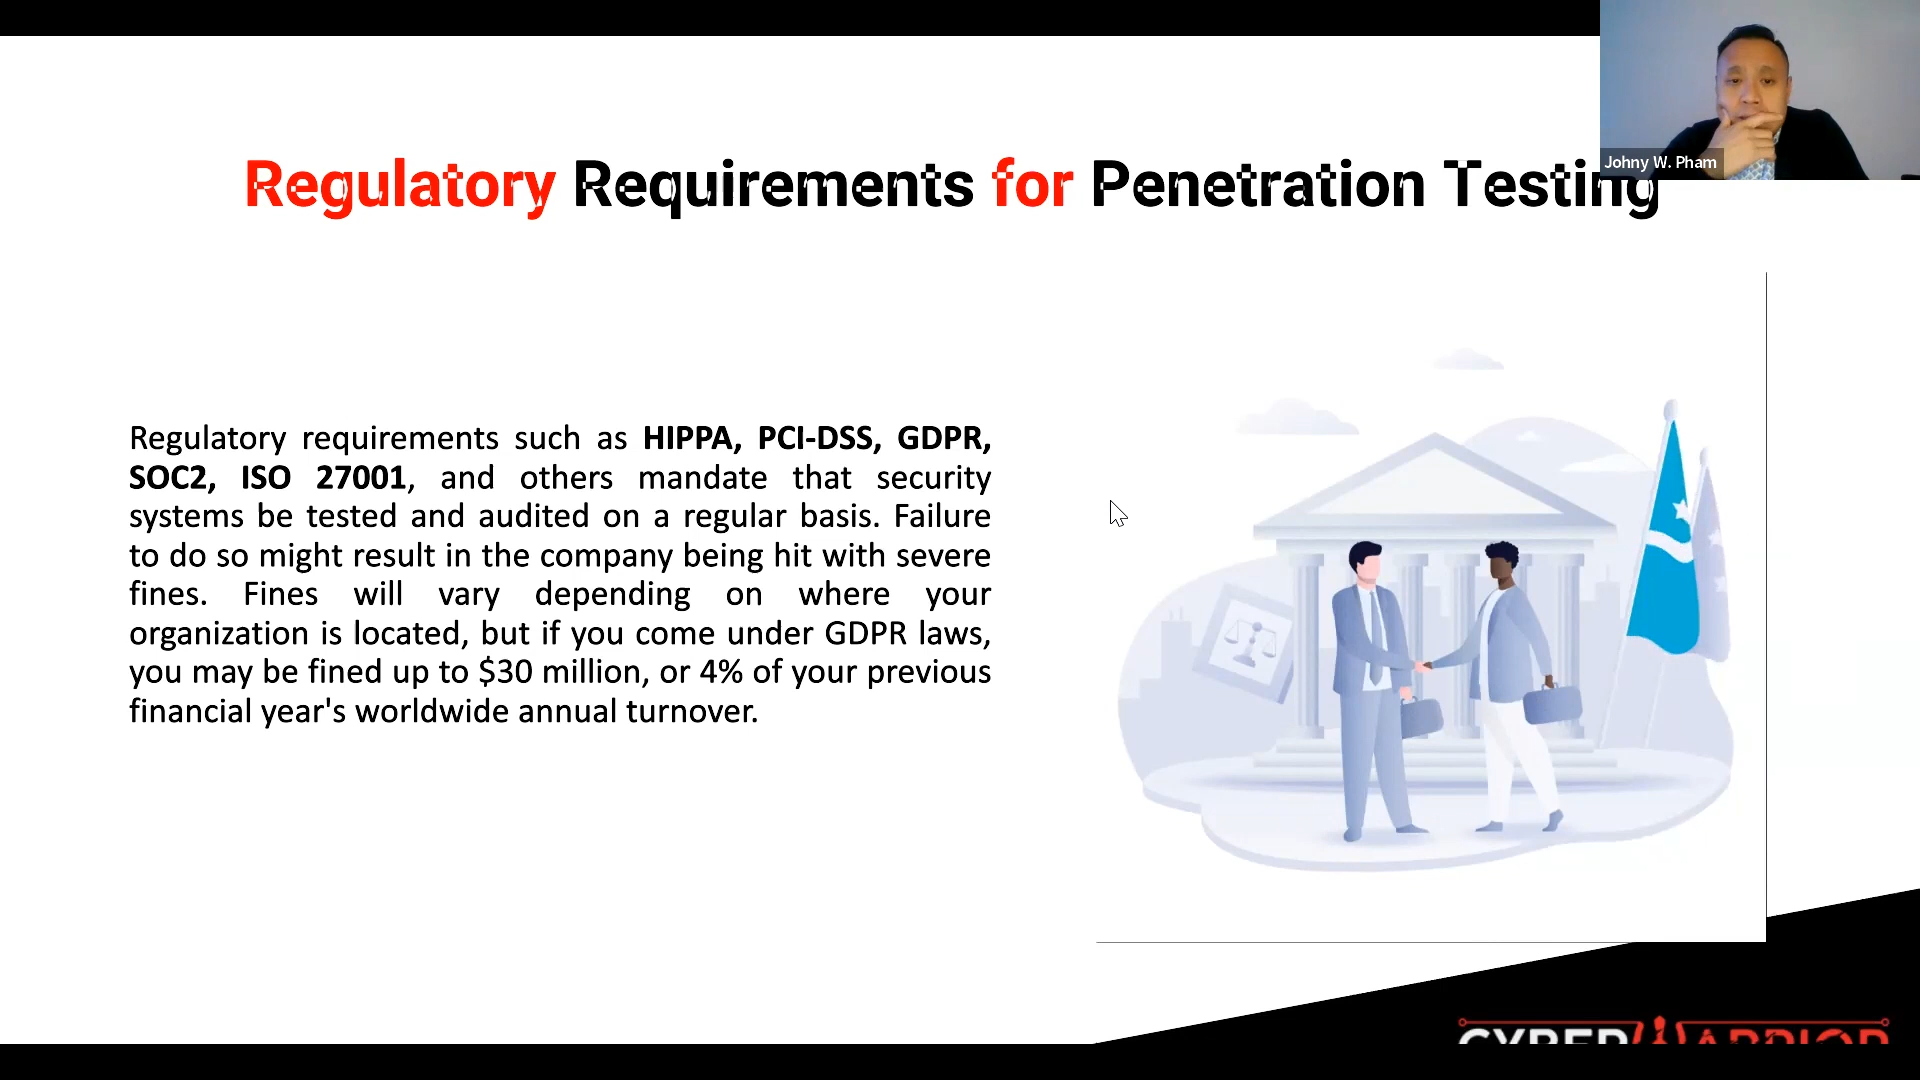 Johny W. Pham
Regulatory Requirements for Penetration Testing
Regulatory requirements such as HIPPA, PCI-DSS, GDPR,
SOC2, ISO 27001, and others mandate that security
systems be tested and audited on a regular basis. Failure
to do so might result in the company being hit with severe
fines. Fines will vary depending on where your
organization is located, but if you come under GDPR laws,
you may be fined up to $30 million, or 4% of your previous
financial year's worldwide annual turnover.
CYBERWARRIOR